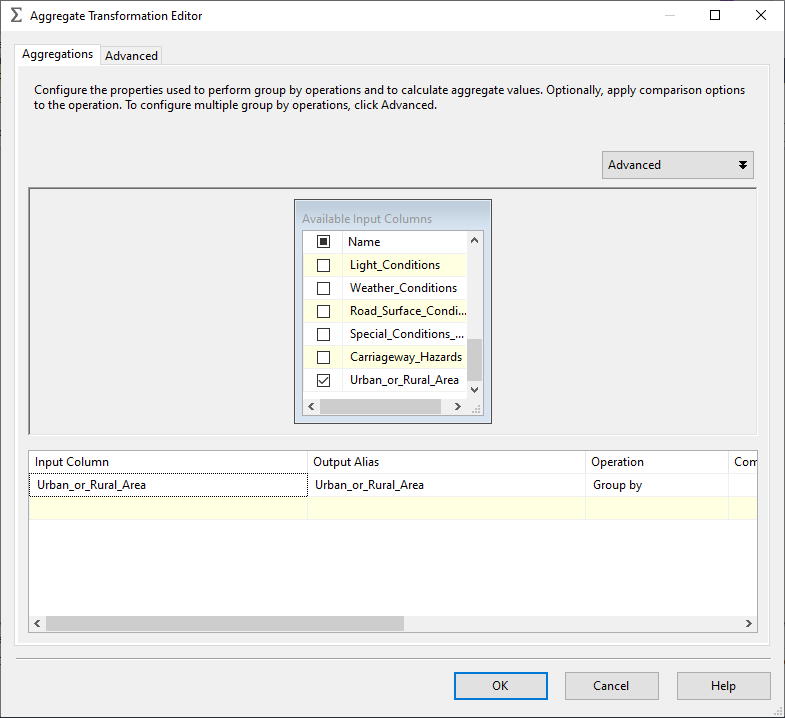 Aggregate Transformation Editor
Aggregations
Advanced
Configure the properties used to perform group by operations and to calculate aggregate values. Optionally, apply comparison options
to the operation. To configure multiple group by operations, click Advanced.
Advanced
Available Input Columns
Name
Light_Conditions
Weather_Conditions
Road_Surface_Condi...
Special_Conditions_...
Carriageway_Hazards
Urban_or_Rural_Area
Input Column Output Alias Operation Com
Urban_or_Rural_Area Urban_or_Rural_Area Group by
OK Cancel Help